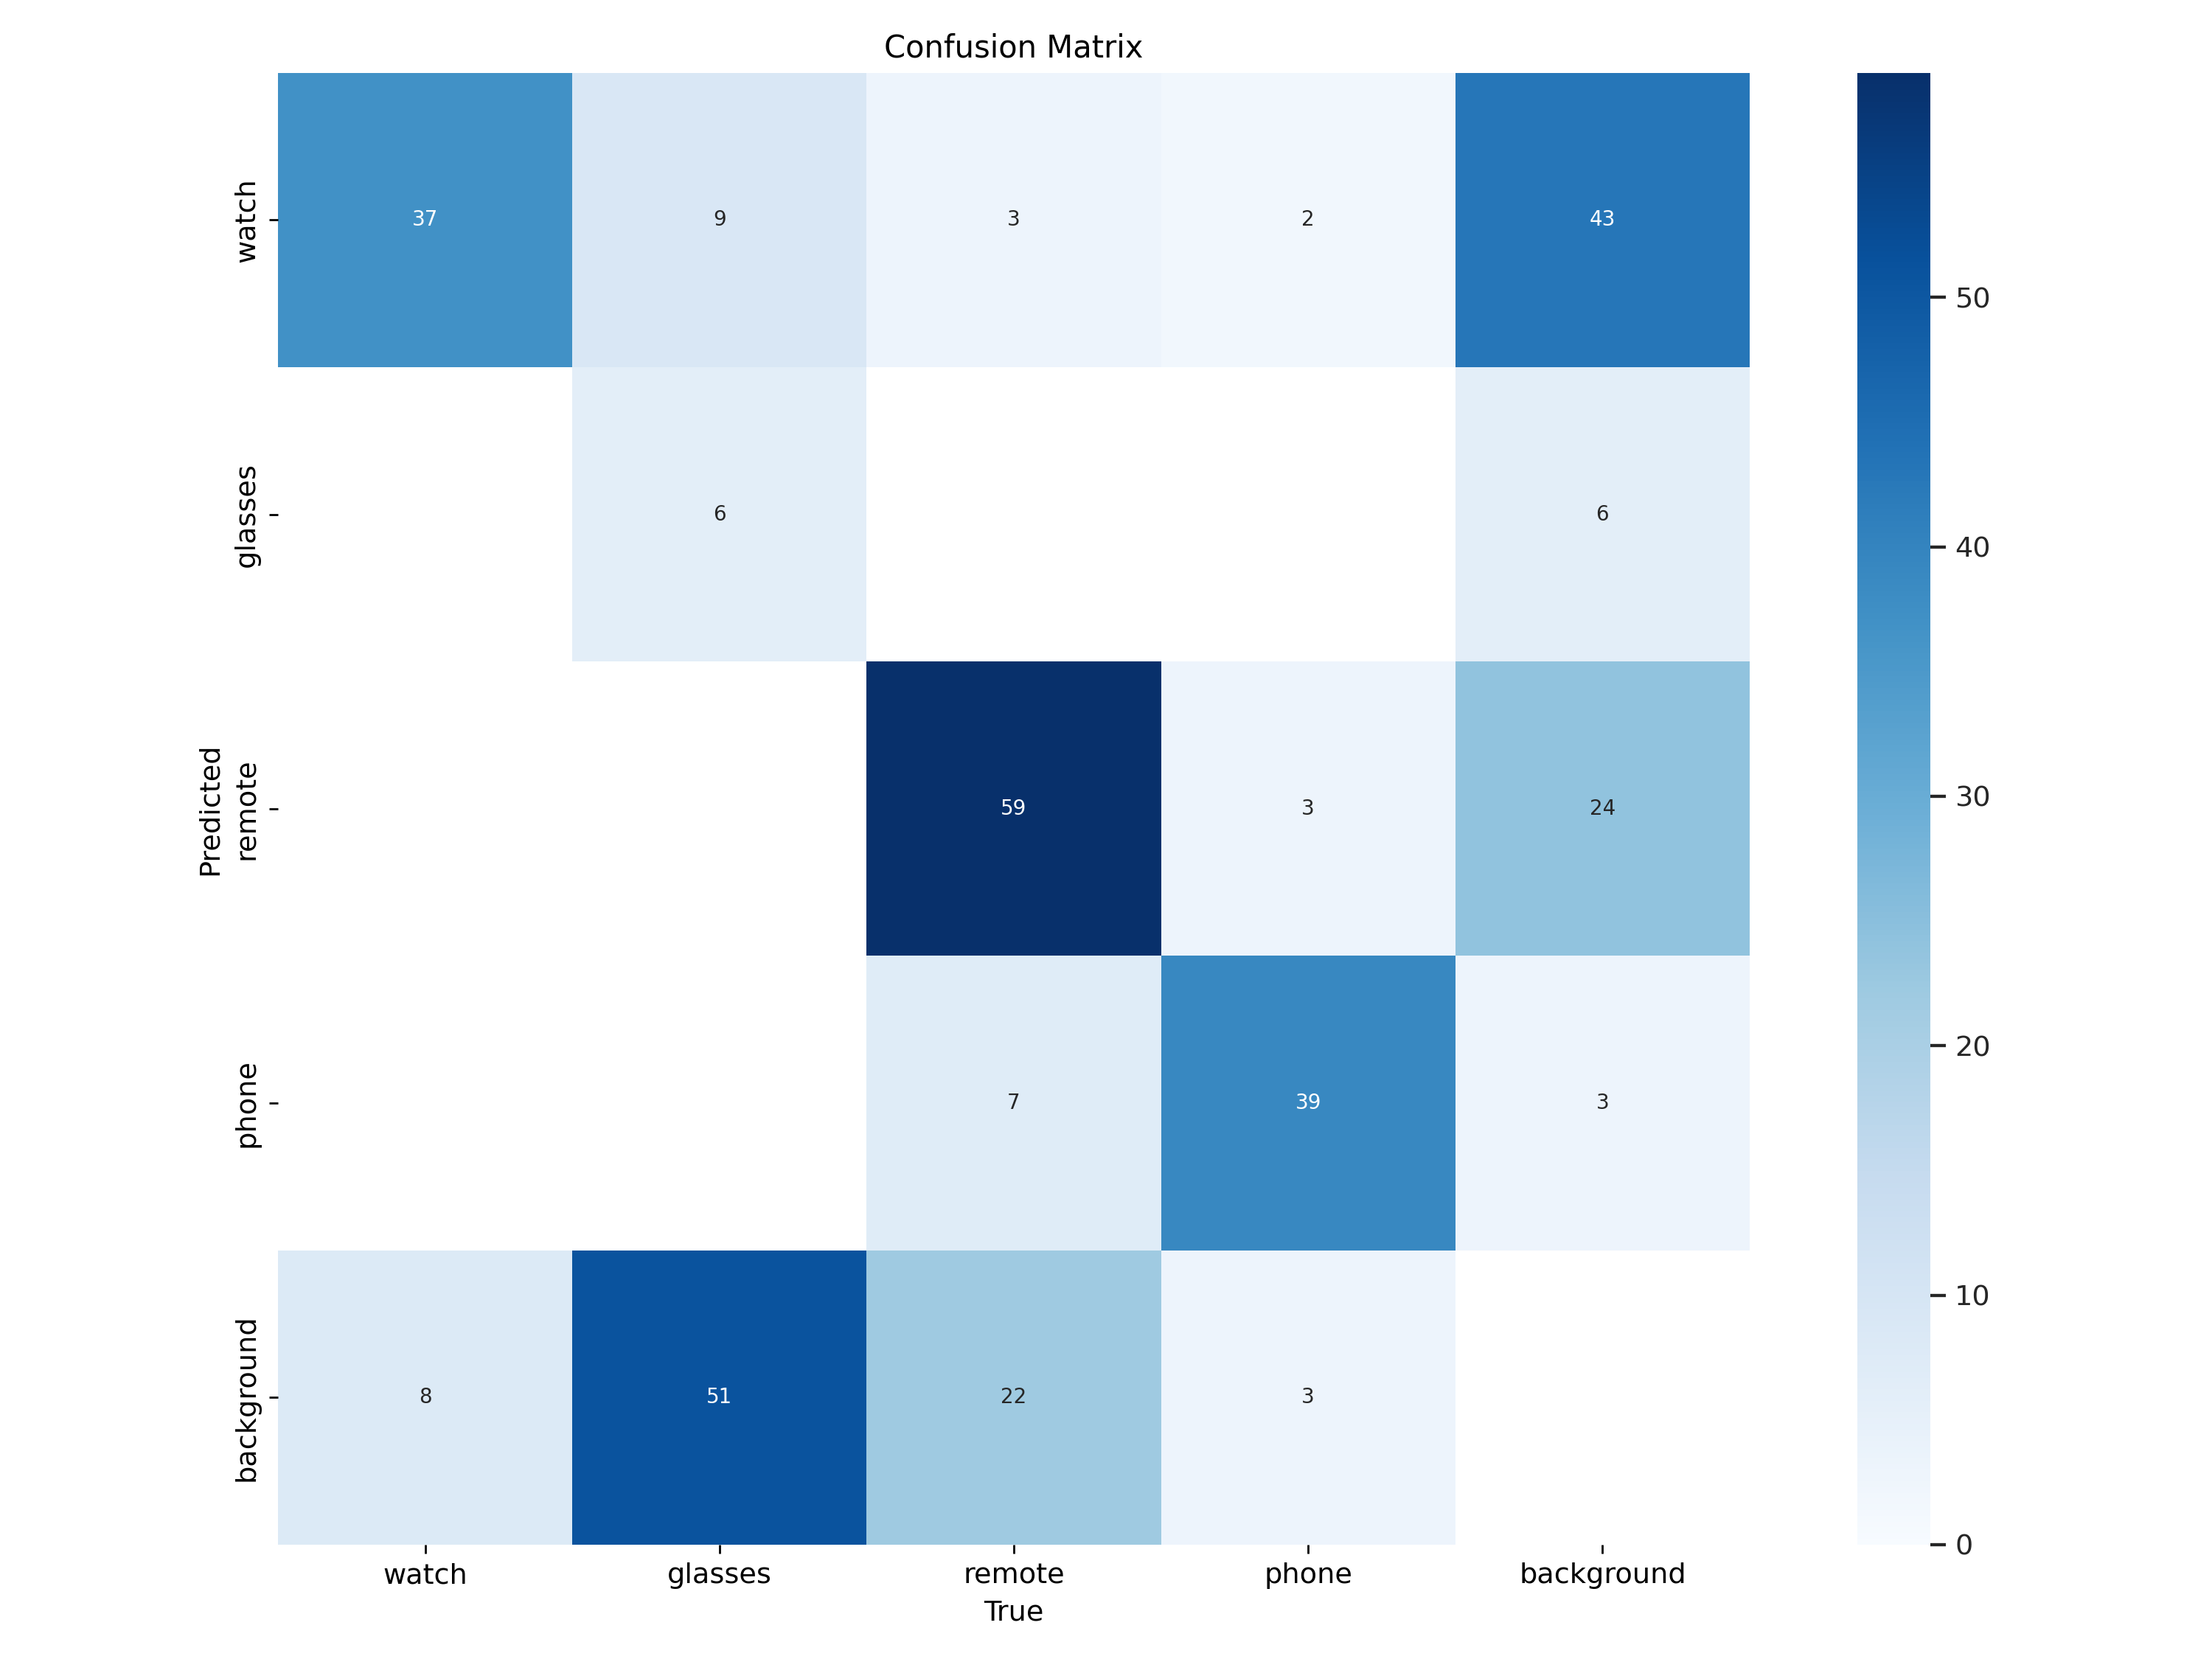 Confusion Matrix
watch
37
9
3
2
43
50
glasses
6
6
40
Predicted
remote
59
3
24
30
phone
7
39
3
20
background
8
51
22
3
10
0
watch
glasses
remote
phone
background
True